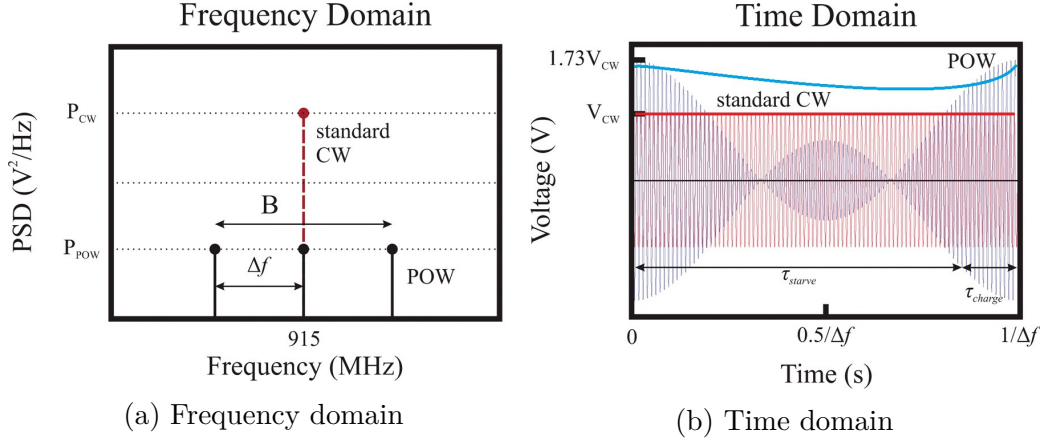 Frequency Domain
PSD (V²/Hz)
P_CW
P_POW
standard
CW
B
Δf
POW
915
Frequency (MHz)
(a) Frequency domain
Time Domain
Voltage (V)
1.73V_CW
V_CW
POW
standard CW
τ_starve
τ_charge
0
0.5/Δf
1/Δf
Time (s)
(b) Time domain